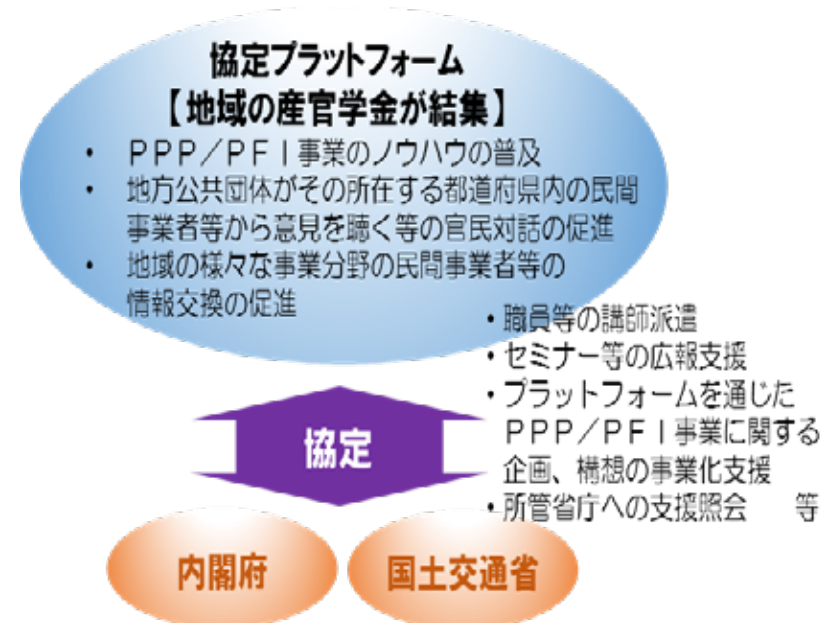 協定プラットフォーム
【地域の産官学金が結集】
・ ＰＰＰ／ＰＦＩ事業のノウハウの普及
・ 地方公共団体がその所在する都道府県内の民間
事業者等から意見を聴く等の官民対話の促進
・ 地域の様々な事業分野の民間事業者等の
情報交換の促進
・職員等の講師派遣
・セミナー等の広報支援
・プラットフォームを通じた
ＰＰＰ／ＰＦＩ事業に関する
企画、構想の事業化支援
・所管省庁への支援照会　等
協定
内閣府
国土交通省